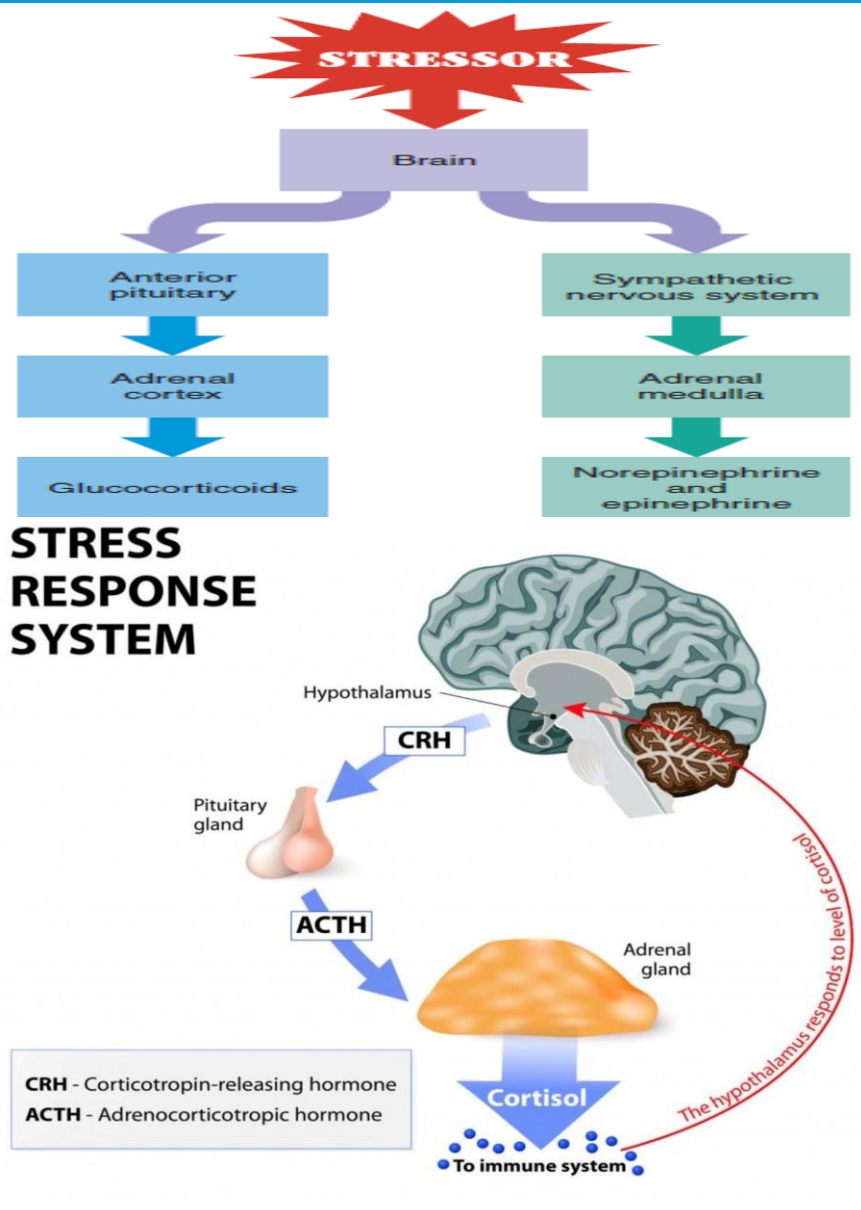 STRESSOR
Brain
Anterior
pituitary
Sympathetic
nervous system
Adrenal
cortex
Adrenal
medulla
Glucocorticoids
Norepinephrine
and
epinephrine
STRESS
RESPONSE
SYSTEM
Hypothalamus
CRH
Pituitary
gland
ACTH
Adrenal
gland
The hypothalamus responds to level of cortisol
CRH - Corticotropin-releasing hormone
ACTH - Adrenocorticotropic hormone
Cortisol
To immune system